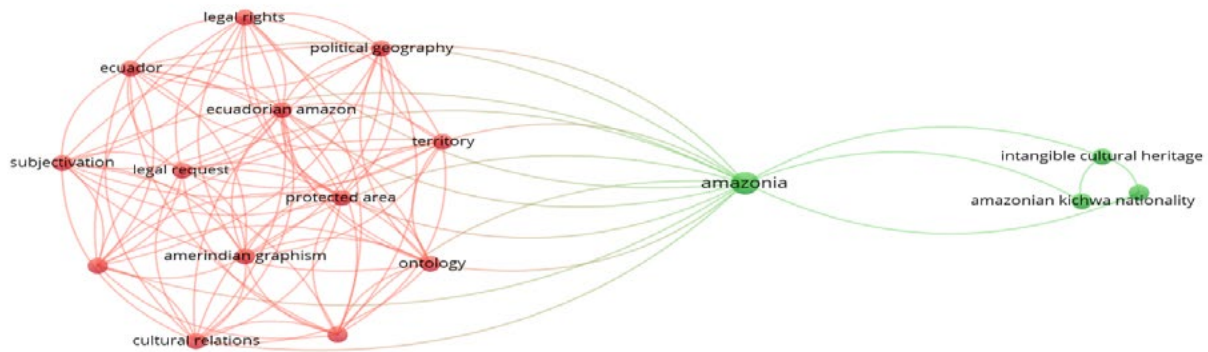 legal rights
political geography
ecuador
ecuadorian amazon
territory
subjectivation
legal request
intangible cultural heritage
amazonia
protected area
amazonian kichwa nationality
amerindian graphism
ontology
cultural relations